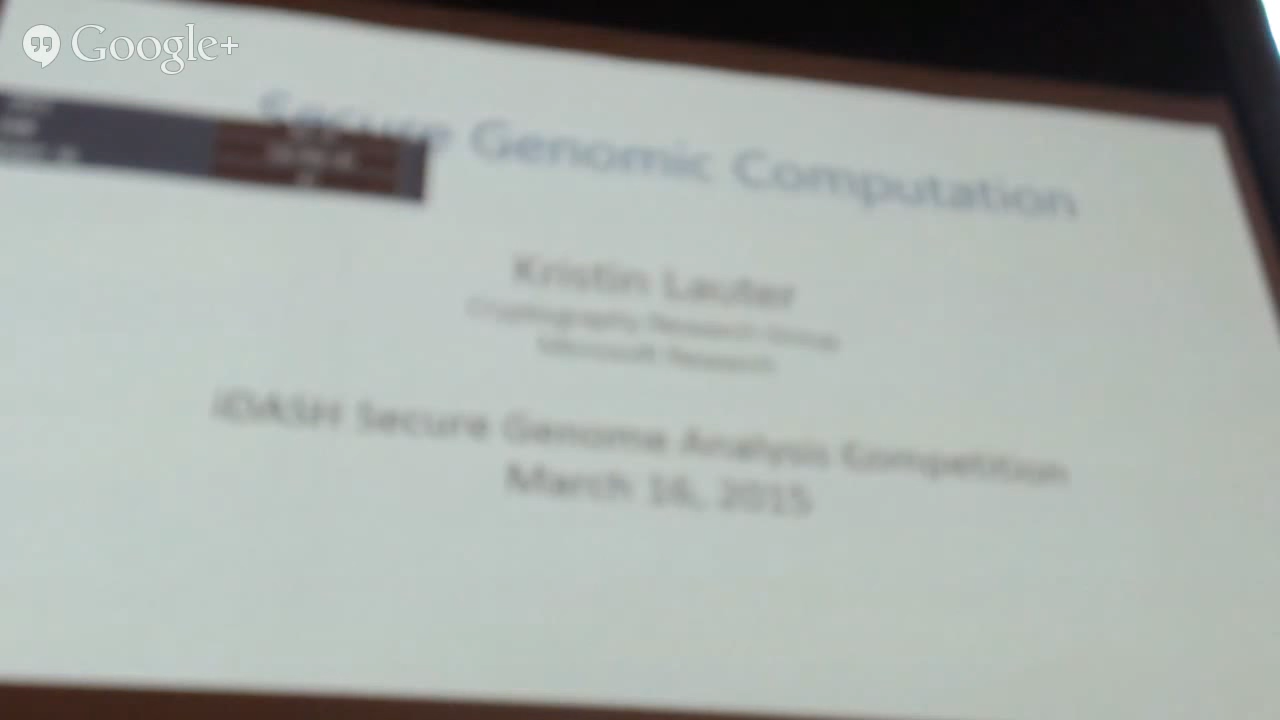 Google+
Secure Genomic Computation
Kristin Lauter
Cryptography Research Group
Microsoft Research
iDASH Secure Genome Analysis Competition
March 16, 2015